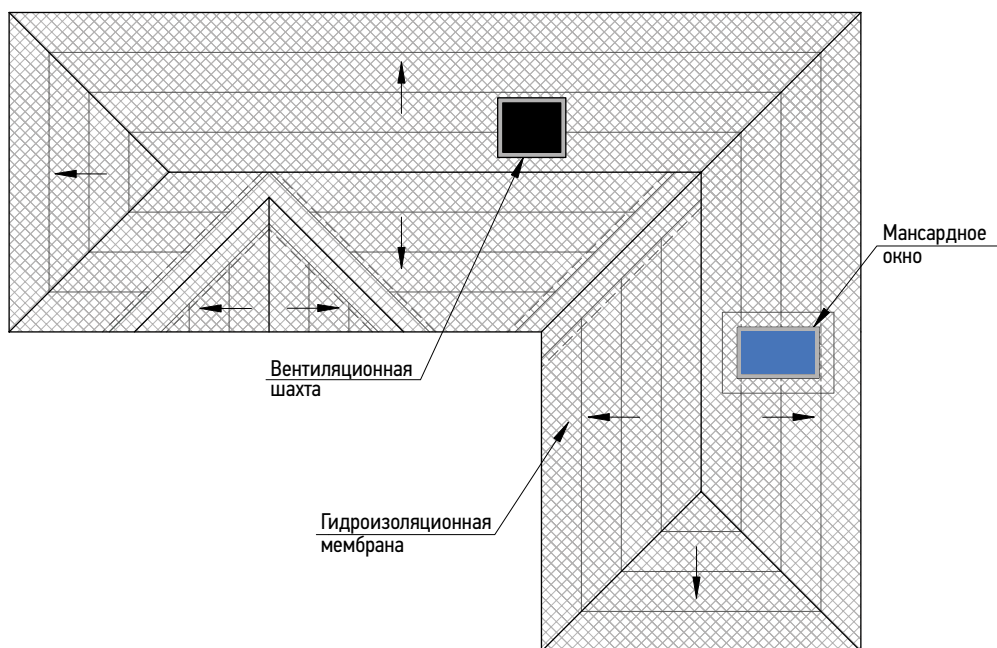 Мансардное
окно
Вентиляционная
шахта
Гидроизоляционная
мембрана